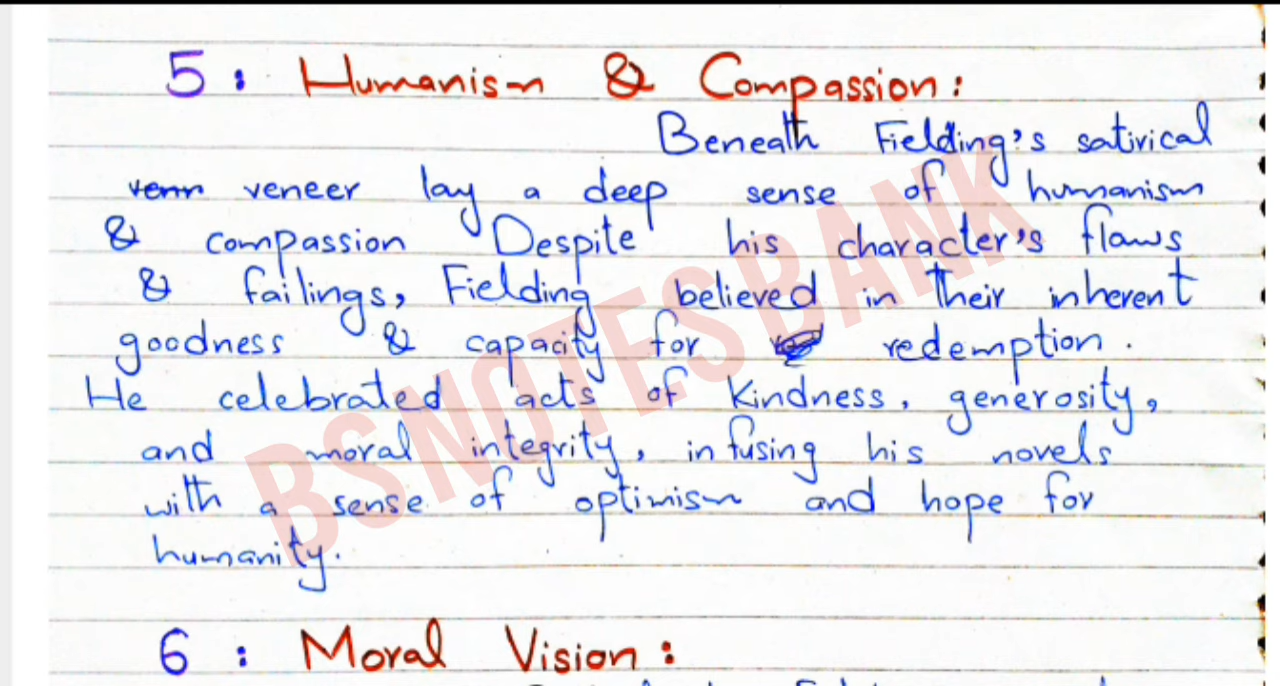 5: Humanism & Compassion:
Beneath Fielding's satirical
venr veneer lay a deep sense of humanism
& compassion Despite his character's flaws
& failings, Fielding believed in their inherent
goodness & capacity for redemption.
He celebrated acts of kindness, generosity,
and moral integrity, infusing his novels
with a sense of optimism and hope for
humanity.
6: Moral Vision:
BSNOTESBANK